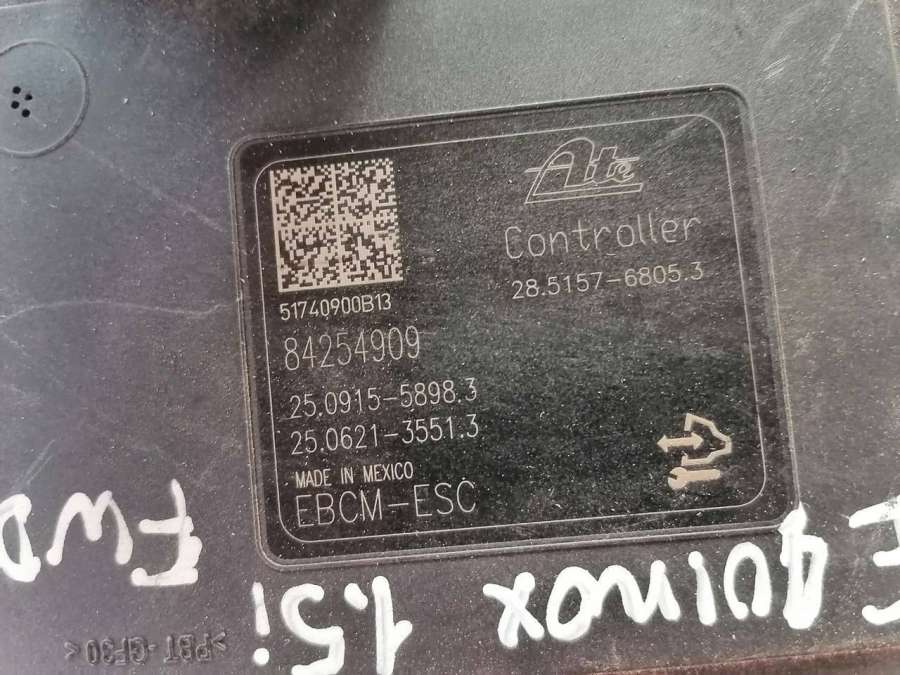 Ate
Controller
28.5157-6805.3
51740900B13
84254909
25.0915-5898.3
25.0621-3551.3
MADE IN MEXICO
EBCM-ESC
Equinox 1.5i
FWD
>PBT-GF30<